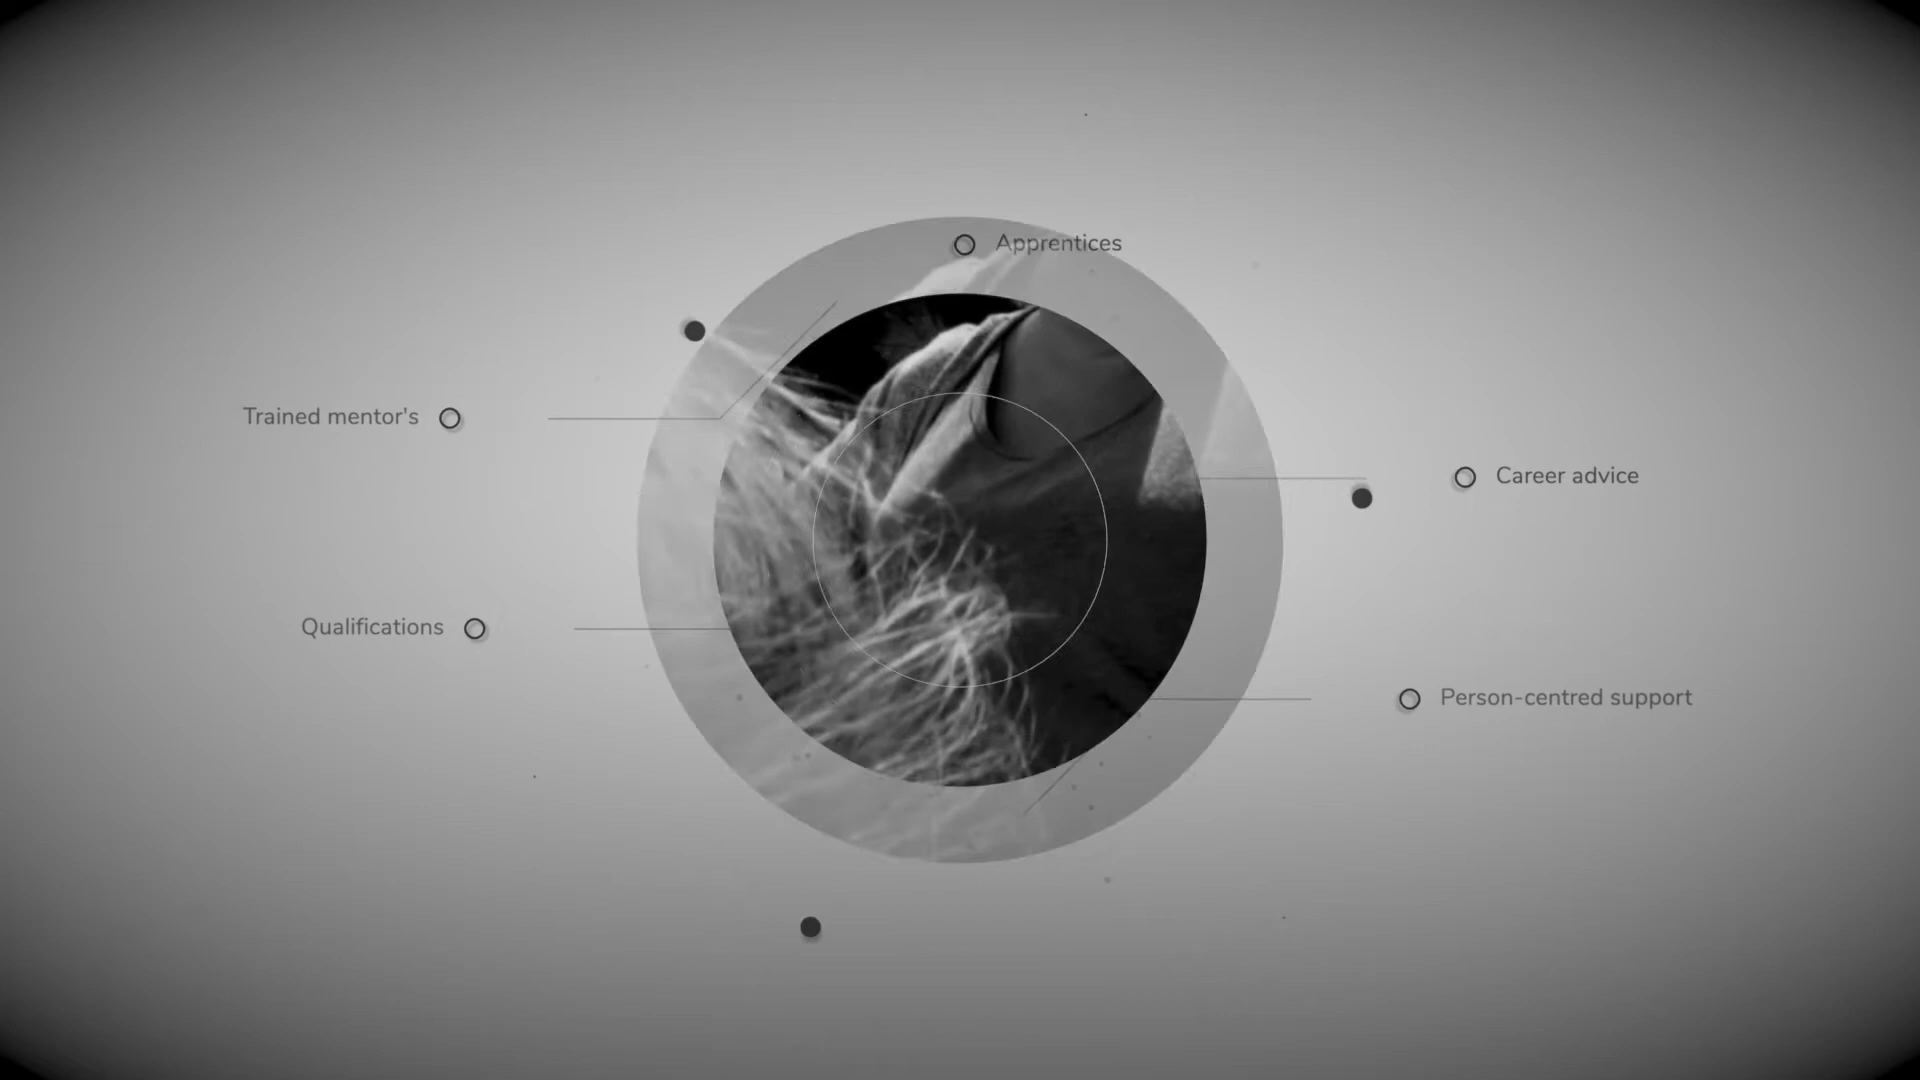 Apprentices
Trained mentor's
Career advice
Qualifications
Person-centred support